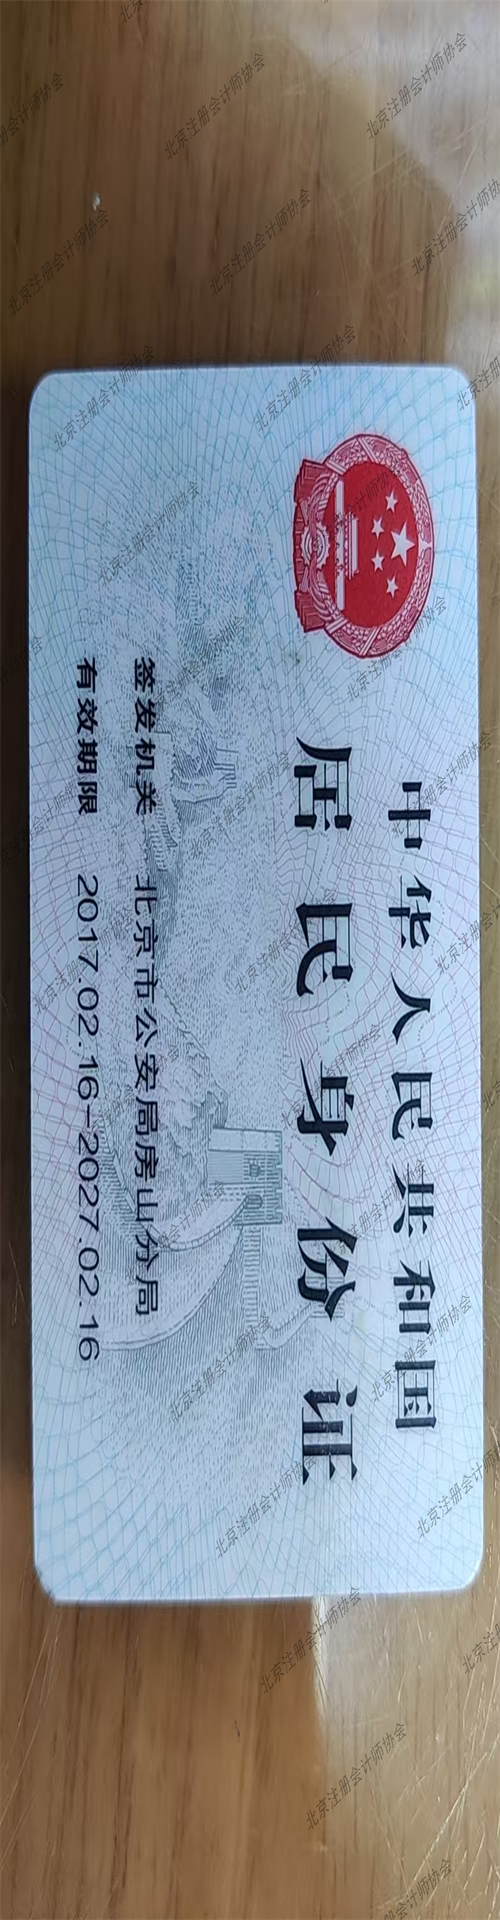 中华人民共和国
居民身份证
签发机关 北京市公安局房山分局
有效期限 2017.02.16-2027.02.16
北京注册会计师协会